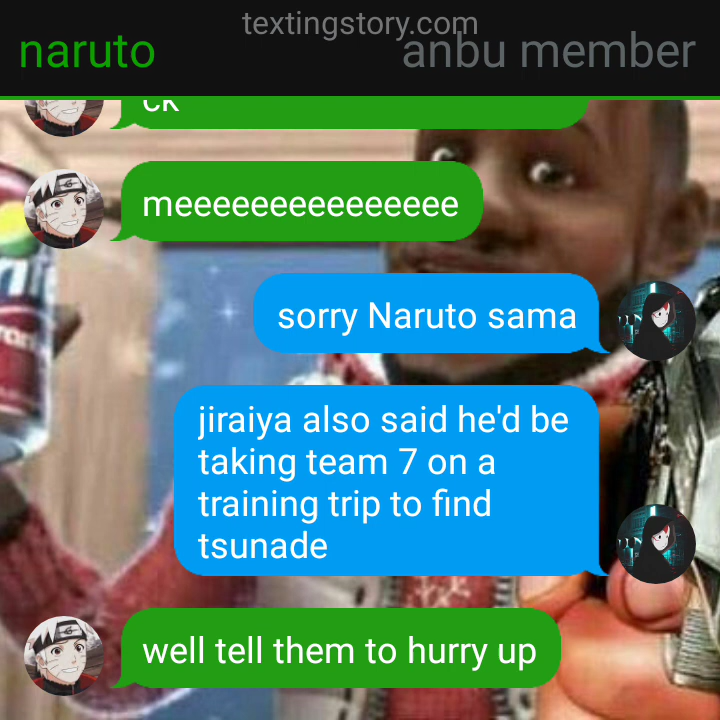 textingstory.com
naruto
anbu member
ck
meeeeeeeeeeeeeee
sorry Naruto sama
jiraiya also said he'd be
taking team 7 on a
training trip to find
tsunade
well tell them to hurry up